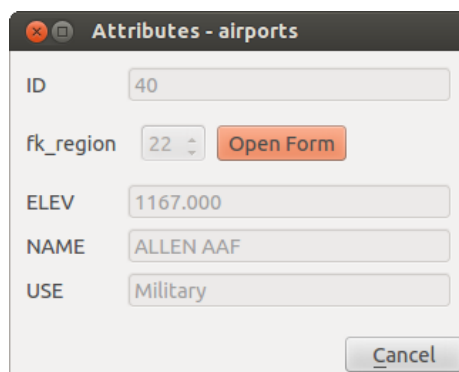 Attributes - airports
ID 40
fk_region 22 Open Form
ELEV 1167.000
NAME ALLEN AAF
USE Military
Cancel